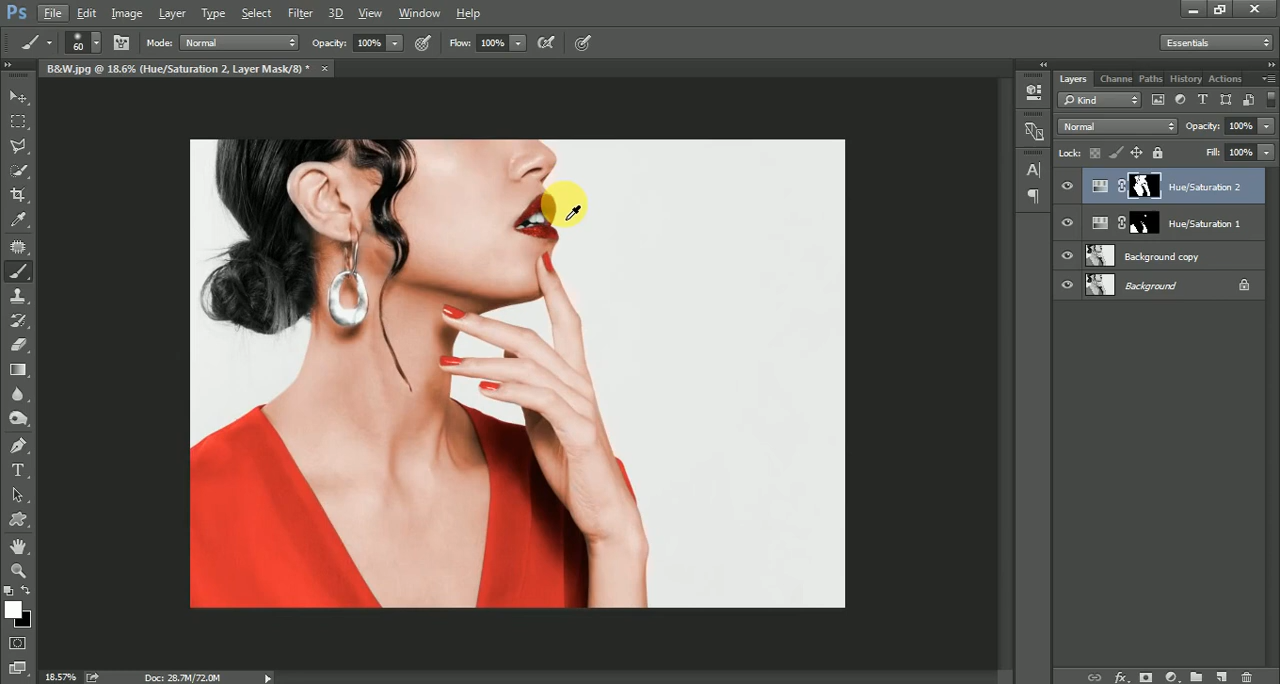 Ps File Edit Image Layer Type Select Filter 3D View Window Help
60 Mode: Normal Opacity: 100% Flow: 100% Essentials
B&W.jpg @ 18.6% (Hue/Saturation 2, Layer Mask/8) * ×
Layers Channe Paths History Actions
Kind
Normal Opacity: 100%
Lock: Fill: 100%
Hue/Saturation 2
Hue/Saturation 1
Background copy
Background
18.57% Doc: 28.7M/72.0M